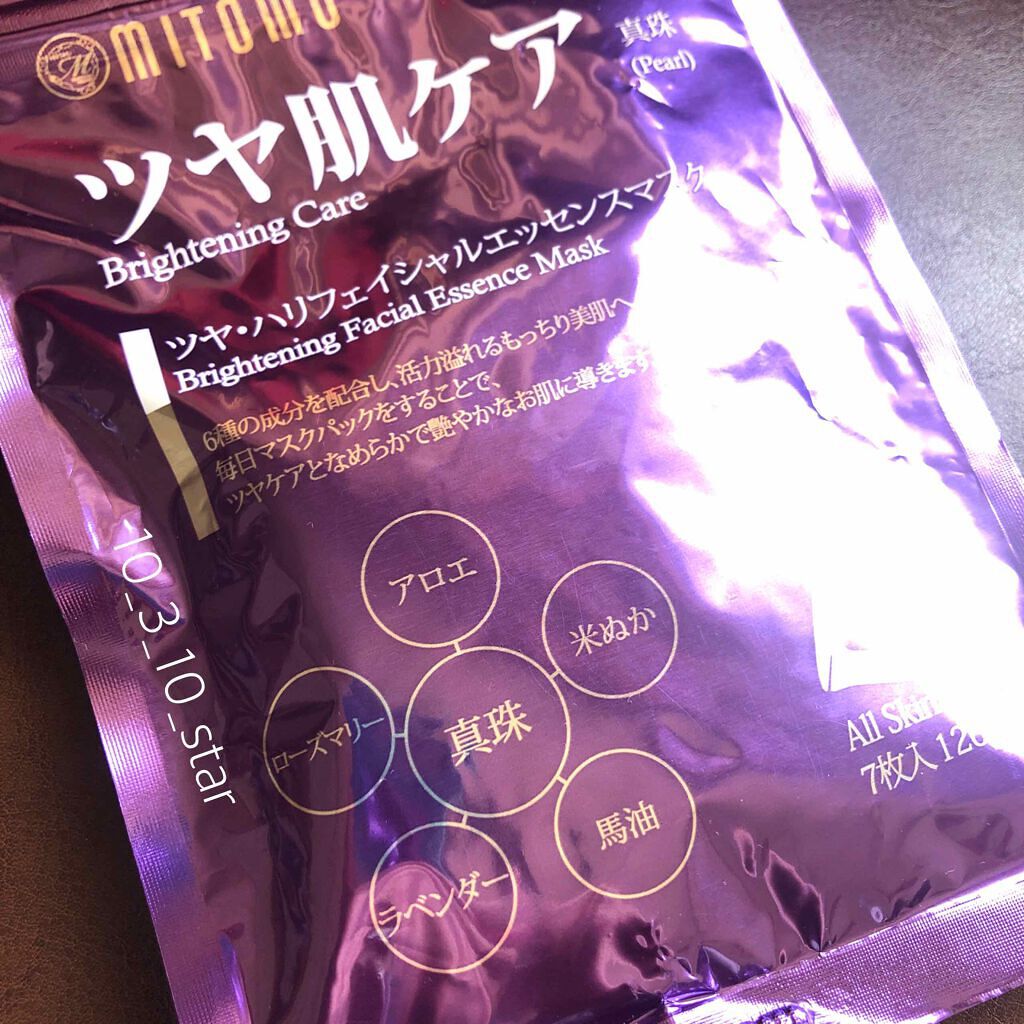 MITOMO
真珠
(Pearl)
ツヤ肌ケア
Brightening Care
ツヤ・ハリフェイシャルエッセンスマスク
Brightening Facial Essence Mask
6種の成分を配合し、活力溢れるもっちり美肌へ
毎日マスクパックをすることで、
ツヤケアとなめらかで艶やかなお肌に導きます
アロエ
米ぬか
ローズマリー
真珠
馬油
ラベンダー
All Skin
7枚入
10_3_10_star